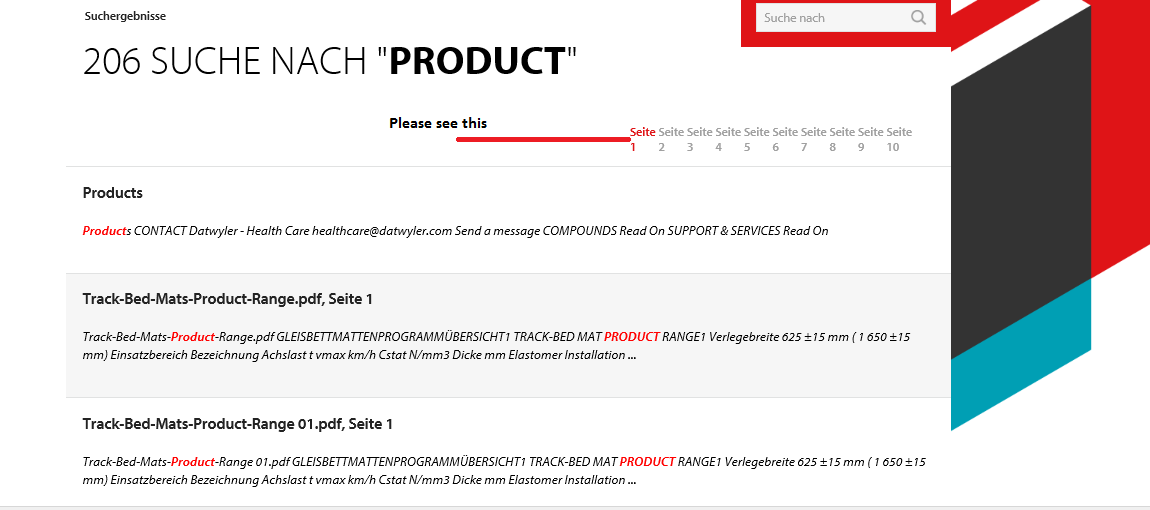 Suchergebnisse
Suche nach
206 SUCHE NACH "PRODUCT"
Please see this
Seite Seite Seite Seite Seite Seite Seite Seite Seite Seite
1 2 3 4 5 6 7 8 9 10
Products
Products CONTACT Datwyler - Health Care healthcare@datwyler.com Send a message COMPOUNDS Read On SUPPORT & SERVICES Read On
Track-Bed-Mats-Product-Range.pdf, Seite 1
Track-Bed-Mats-Product-Range.pdf GLEISBETTMATTENPROGRAMMÜBERSICHT1 TRACK-BED MAT PRODUCT RANGE1 Verlegebreite 625 ±15 mm ( 1 650 ±15
mm) Einsatzbereich Bezeichnung Achslast t vmax km/h Cstat N/mm3 Dicke mm Elastomer Installation ...
Track-Bed-Mats-Product-Range 01.pdf, Seite 1
Track-Bed-Mats-Product-Range 01.pdf GLEISBETTMATTENPROGRAMMÜBERSICHT1 TRACK-BED MAT PRODUCT RANGE1 Verlegebreite 625 ±15 mm ( 1 650 ±15
mm) Einsatzbereich Bezeichnung Achslast t vmax km/h Cstat N/mm3 Dicke mm Elastomer Installation ...